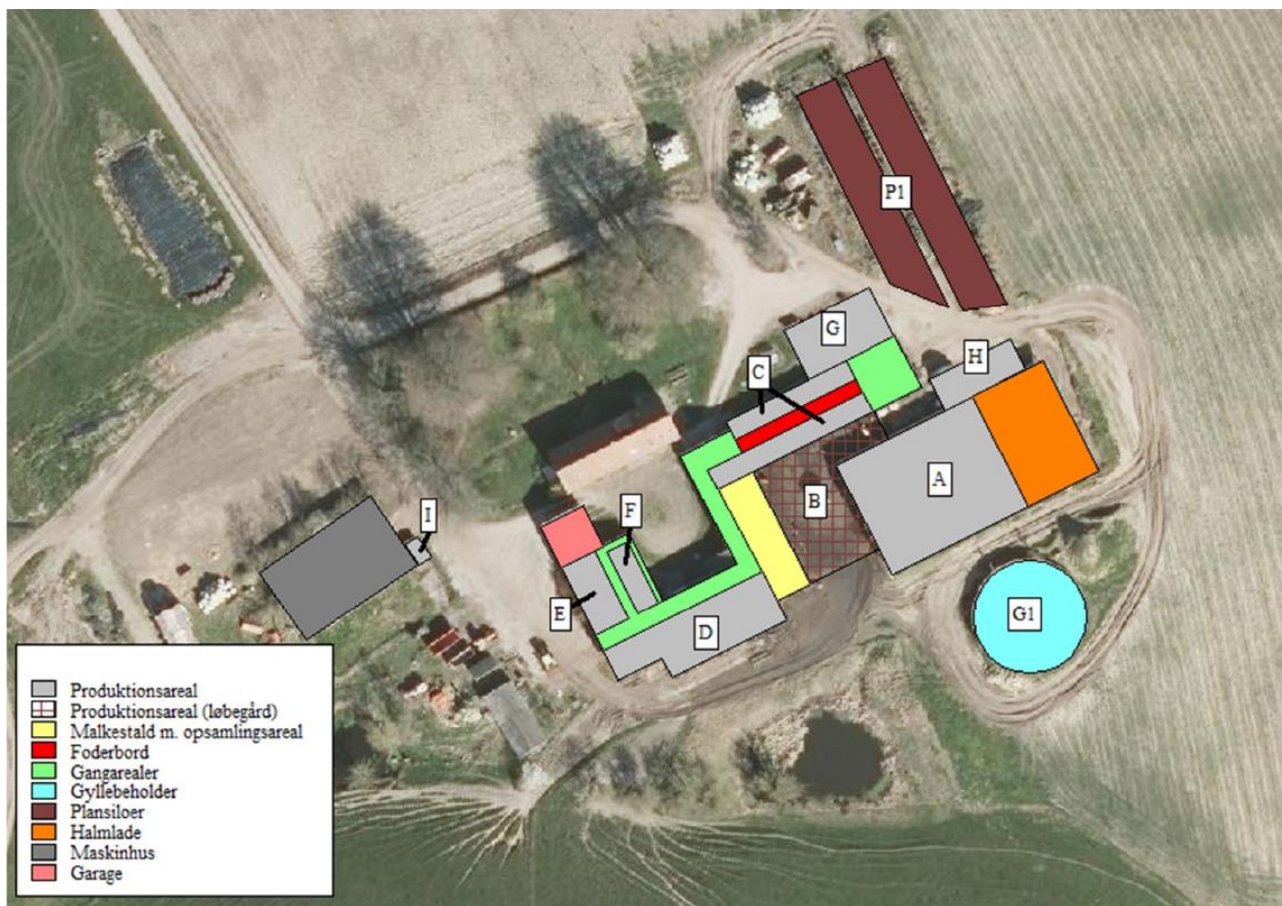 P1
G
H
C
A
B
F
I
E
D
G1
Produktionsareal
Produktionsareal (løbegård)
Malkestald m. opsamlingsareal
Foderbord
Gangarealer
Gyllebeholder
Plansiloer
Halmlade
Maskinhus
Garage